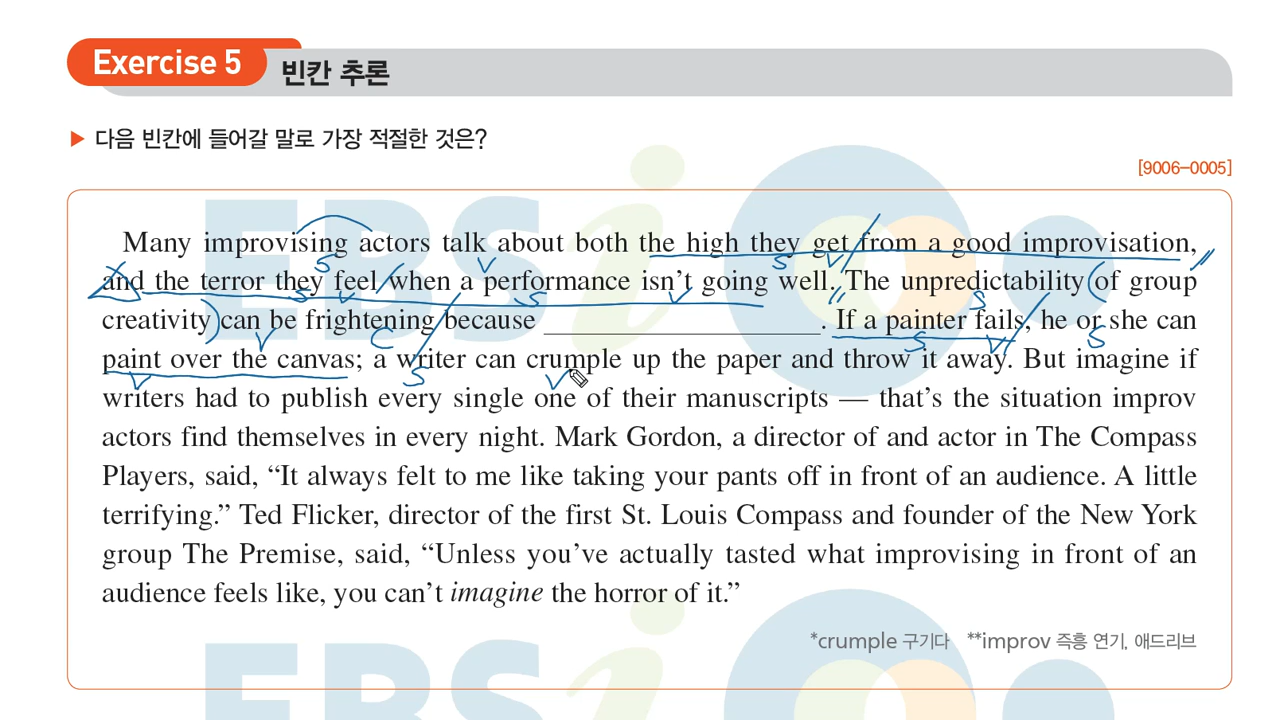 Exercise 5
빈칸 추론
▶ 다음 빈칸에 들어갈 말로 가장 적절한 것은?
[9006-0005]
Many improvising actors talk about both the high they get from a good improvisation,
and the terror they feel when a performance isn't going well. The unpredictability of group
creativity can be frightening because ____________________. If a painter fails, he or she can
paint over the canvas; a writer can crumple up the paper and throw it away. But imagine if
writers had to publish every single one of their manuscripts — that's the situation improv
actors find themselves in every night. Mark Gordon, a director of and actor in The Compass
Players, said, “It always felt to me like taking your pants off in front of an audience. A little
terrifying.” Ted Flicker, director of the first St. Louis Compass and founder of the New York
group The Premise, said, “Unless you've actually tasted what improvising in front of an
audience feels like, you can't imagine the horror of it.”
*crumple 구기다 **improv 즉흥 연기, 애드리브
S V S V
S V S V S
V C S V S
V S V
EBSi
EBSi